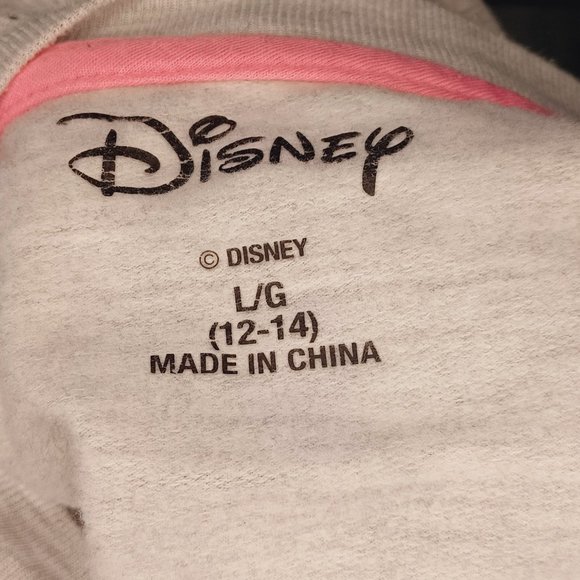 Disney
© DISNEY
L/G
(12-14)
MADE IN CHINA